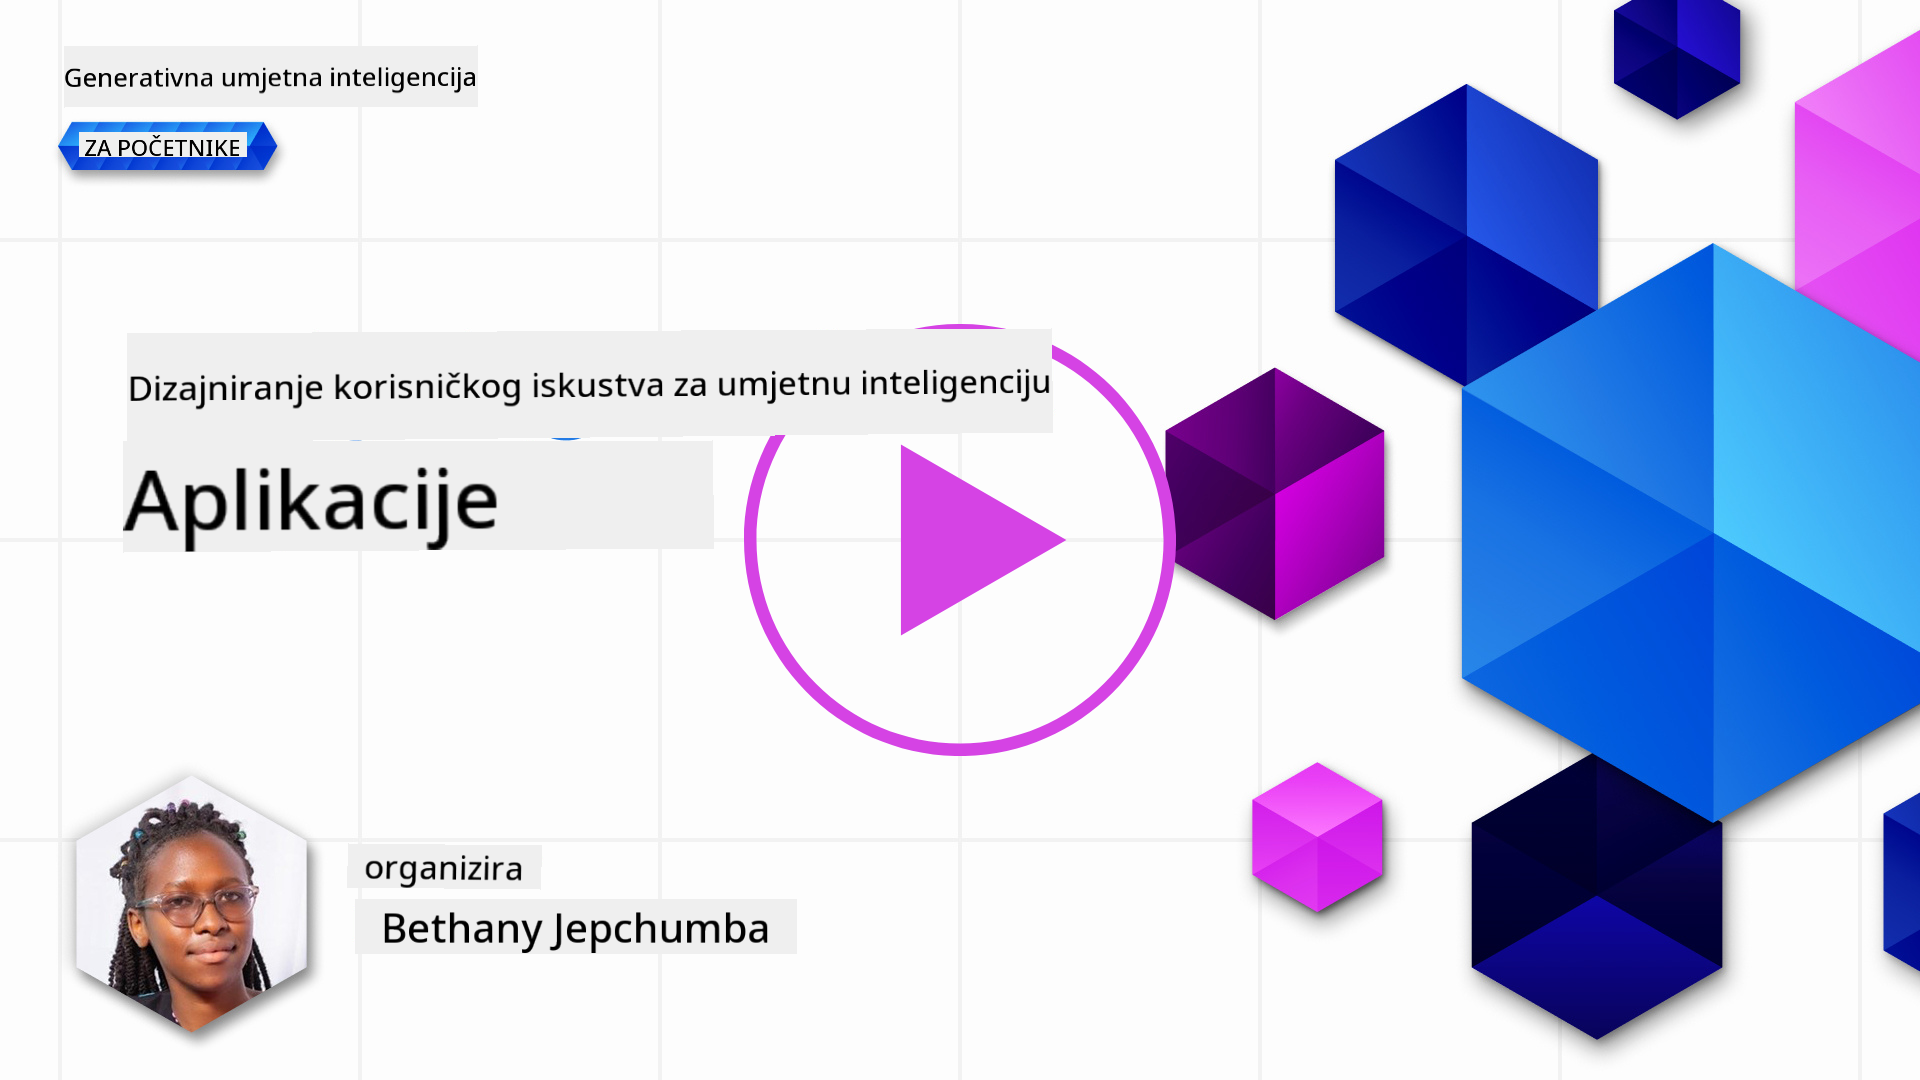 Generativna umjetna inteligencija
ZA POČETNIKE
Dizajniranje korisničkog iskustva za umjetnu inteligenciju
Aplikacije
organizira
Bethany Jepchumba